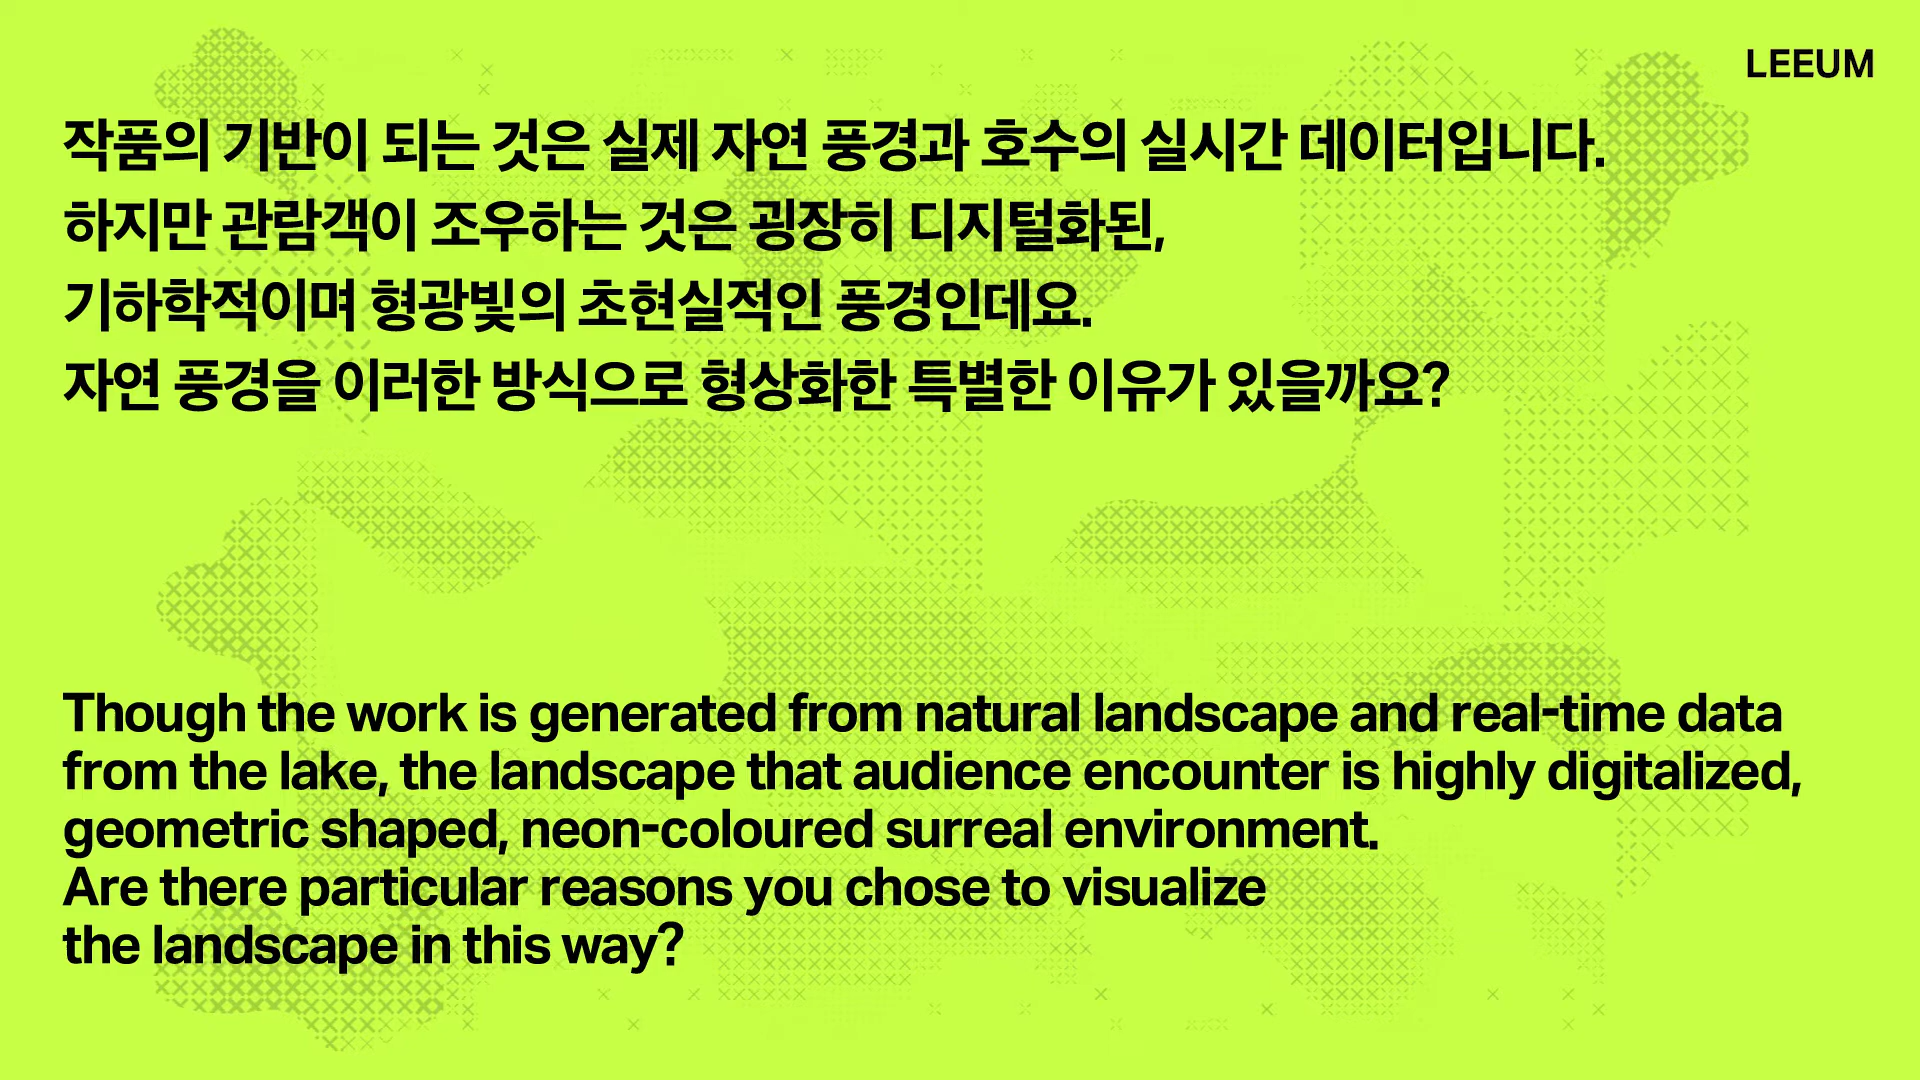 LEEUM
작품의 기반이 되는 것은 실제 자연 풍경과 호수의 실시간 데이터입니다.
하지만 관람객이 조우하는 것은 굉장히 디지털화된,
기하학적이며 형광빛의 초현실적인 풍경인데요.
자연 풍경을 이러한 방식으로 형상화한 특별한 이유가 있을까요?
Though the work is generated from natural landscape and real-time data
from the lake, the landscape that audience encounter is highly digitalized,
geometric shaped, neon-coloured surreal environment.
Are there particular reasons you chose to visualize
the landscape in this way?